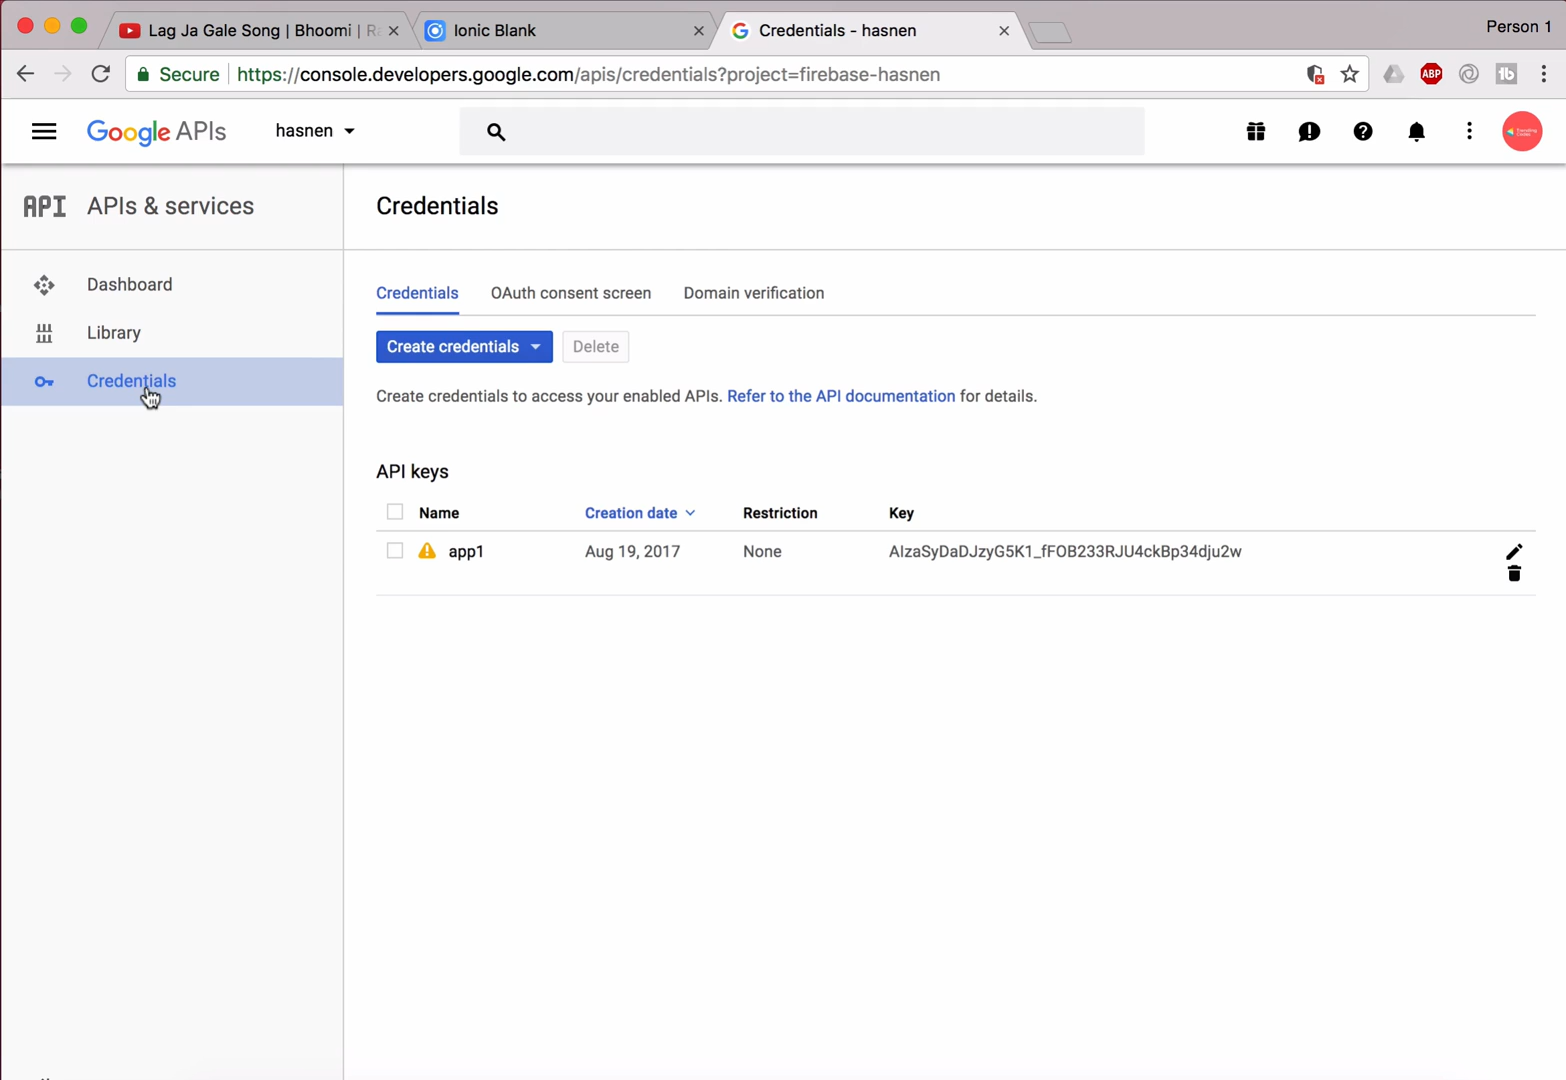 Lag Ja Gale Song | Bhoomi | Ra
Ionic Blank
Credentials - hasnen
Person 1
Secure
https://console.developers.google.com/apis/credentials?project=firebase-hasnen
ABP
tb
Google APIs
hasnen
API
APIs & services
Credentials
Dashboard
Library
Credentials
Credentials
OAuth consent screen
Domain verification
Create credentials
Delete
Create credentials to access your enabled APIs. Refer to the API documentation for details.
API keys
Name
Creation date
Restriction
Key
app1
Aug 19, 2017
None
AIzaSyDaDJzyG5K1_fFOB233RJU4ckBp34dju2w